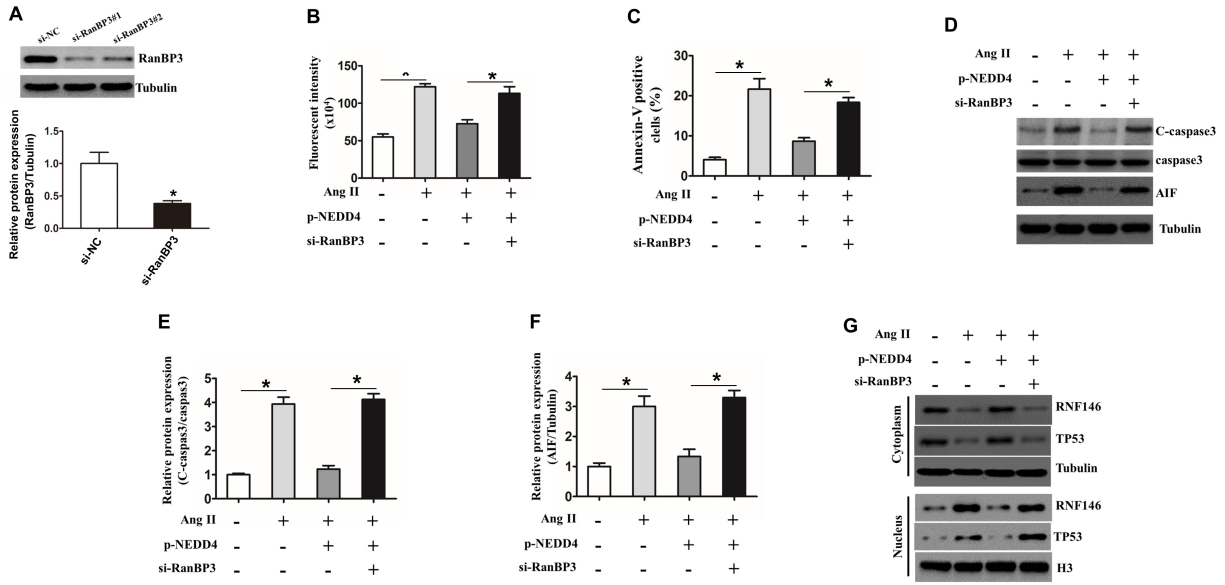 A
si-NC
si-RanBP3#1
si-RanBP3#2
RanBP3
Tubulin
Relative protein expression
(RanBP3/Tubulin)
1.5
1.0
0.5
0.0
*
si-NC
si-RanBP3
B
Fluorescent intensity
(x10⁴)
150
100
50
0
*
Ang II - + + +
p-NEDD4 - - + +
si-RanBP3 - - - +
C
Annexin-V positive
clells (%)
30
20
10
0
*
*
Ang II - + + +
p-NEDD4 - - + +
si-RanBP3 - - - +
D
Ang II - + + +
p-NEDD4 - - + +
si-RanBP3 - - - +
C-caspase3
caspase3
AIF
Tubulin
E
Relative protein expression
(C-caspas3/caspas3)
5
4
3
2
1
0
*
*
Ang II - + + +
p-NEDD4 - - + +
si-RanBP3 - - - +
F
Relative protein expression
(AIF/Tubulin)
4
3
2
1
0
*
*
Ang II - + + +
p-NEDD4 - - + +
si-RanBP3 - - - +
G
Ang II - + + +
p-NEDD4 - - + +
si-RanBP3 - - - +
Cytoplasm
RNF146
TP53
Tubulin
Nucleus
RNF146
TP53
H3